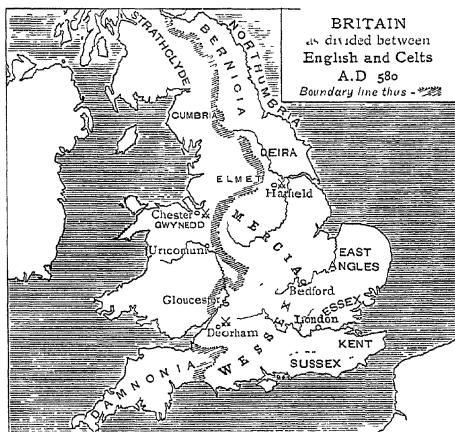 BRITAIN
as divided between
English and Celts
A.D 580
Boundary line thus -
STRATHCLYDE
BERNICIA
NORTHUMBRIA
CUMBRIA
DEIRA
ELMET
Hatfield
Chester
GWYNEDD
MERCIA
Uriconium
EAST
ANGLES
Bedford
Gloucester
ESSEX
London
Deorham
WESSEX
KENT
SUSSEX
DAMNONIA